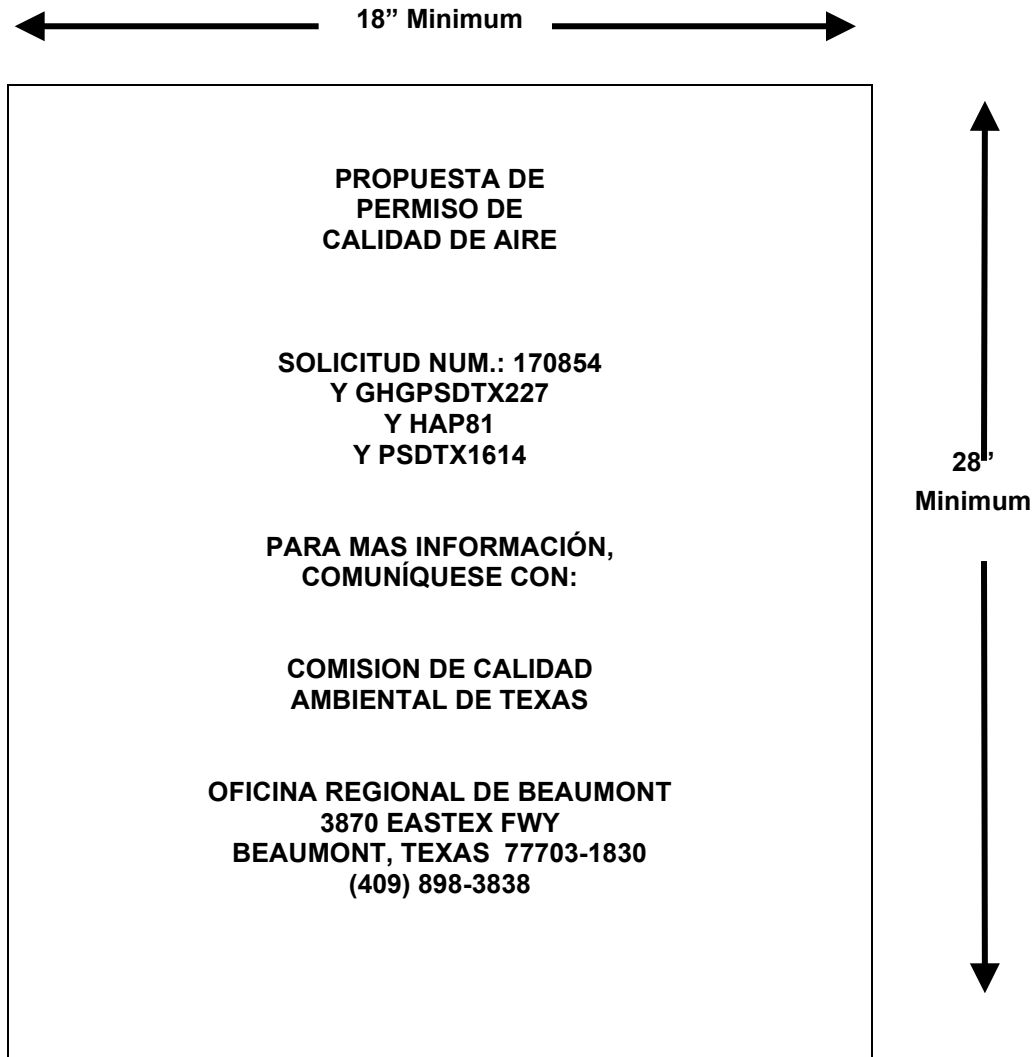 18” Minimum
PROPUESTA DE
PERMISO DE
CALIDAD DE AIRE
SOLICITUD NUM.: 170854
Y GHGPSDTX227
Y HAP81
Y PSDTX1614
28”
Minimum
PARA MAS INFORMACIÓN,
COMUNÍQUESE CON:
COMISION DE CALIDAD
AMBIENTAL DE TEXAS
OFICINA REGIONAL DE BEAUMONT
3870 EASTEX FWY
BEAUMONT, TEXAS 77703-1830
(409) 898-3838